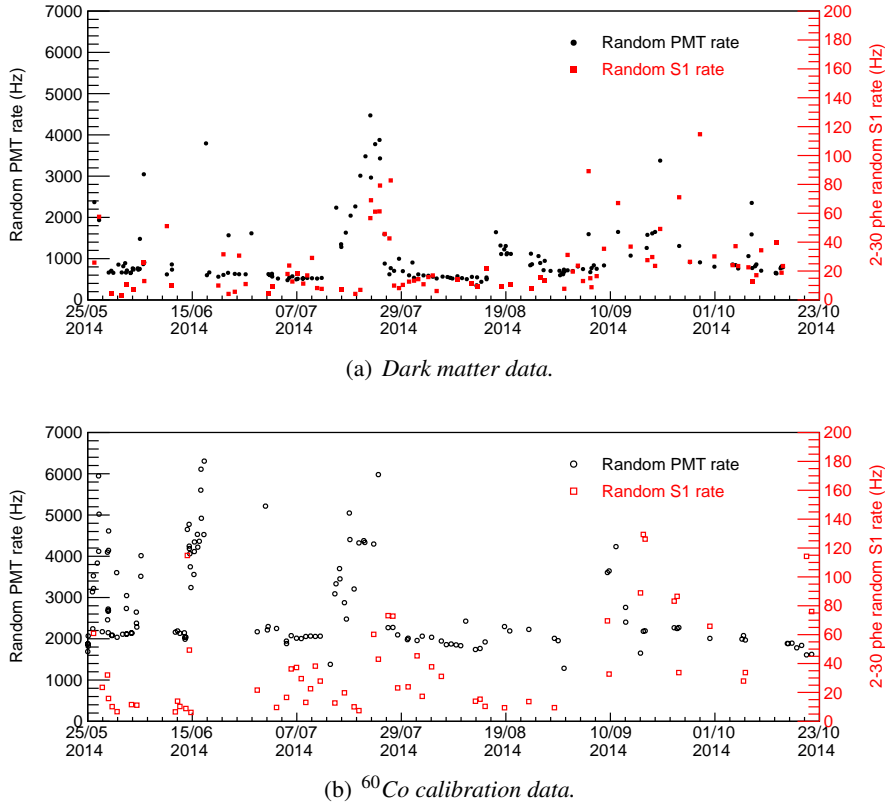 7000
6000
5000
4000
3000
2000
1000
0
Random PMT rate (Hz)
Random PMT rate
Random S1 rate
200
180
160
140
120
100
80
60
40
20
0
2-30 phe random S1 rate (Hz)
25/05 15/06 07/07 29/07 19/08 10/09 01/10 23/10
2014 2014 2014 2014 2014 2014 2014 2014
(a) Dark matter data.
7000
6000
5000
4000
3000
2000
1000
0
Random PMT rate (Hz)
Random PMT rate
Random S1 rate
200
180
160
140
120
100
80
60
40
20
0
2-30 phe random S1 rate (Hz)
25/05 15/06 07/07 29/07 19/08 10/09 01/10 23/10
2014 2014 2014 2014 2014 2014 2014 2014
(b) ⁶⁰Co calibration data.